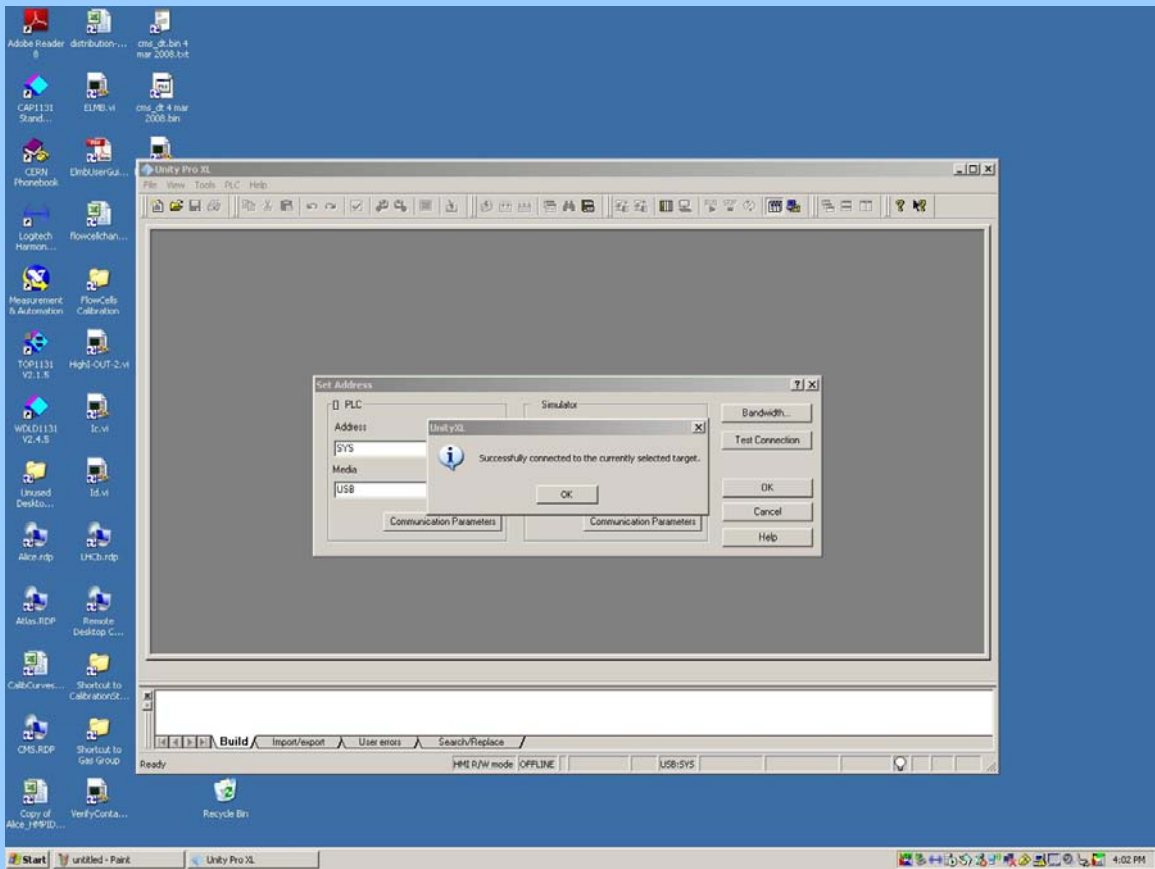 Adobe Reader
8
distribution-...
cms_dt.bin 4
mar 2008.txt
CAP1131
Stand...
ELMB.vi
cms_dt 4 mar
2008.bin
CERN
Phonebook
ElmbUserGui...
Logitech
Harmon...
flowcellchan...
Measurement
& Automation
FlowCells
Calibration
TOP1131
V2.1.5
HighI-OUT-2.vi
WDLD1131
V2.4.5
Ic.vi
Unused
Deskto...
Id.vi
Alice.rdp
LHCb.rdp
Atlas.RDP
Remote
Desktop C...
CalibCurves...
Shortcut to
CalibrationSt...
CMS.RDP
Shortcut to
Gas Group
Copy of
Alice_HMPID...
VerifyConta...
Recycle Bin
Unity Pro XL
File View Tools PLC Help
Set Address
[] PLC
Simulator
Bandwidth...
Address
UnityXL
Test Connection
SYS
Successfully connected to the currently selected target.
Media
USB
OK
OK
Cancel
Communication Parameters
Communication Parameters
Help
Build
Import/export
User errors
Search/Replace
Ready
HMI R/W mode
OFFLINE
USB:SYS
Start
untitled - Paint
Unity Pro XL
4:02 PM